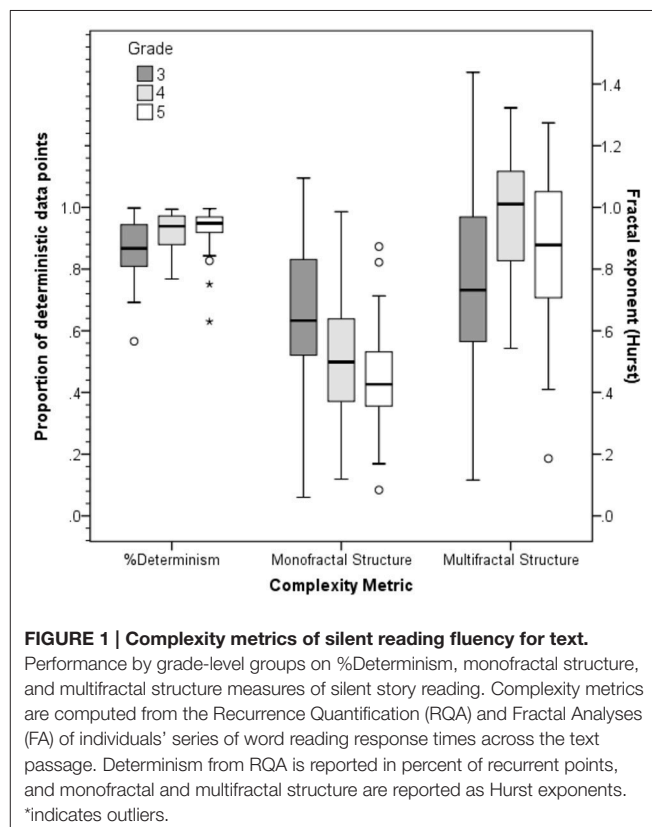 Grade
3
4
5
Proportion of deterministic data points
1.0
.8
.6
.4
.2
.0
1.4
1.2
1.0
.8
.6
.4
.2
.0
Fractal exponent (Hurst)
%Determinism Monofractal Structure Multifractal Structure
Complexity Metric
FIGURE 1 | Complexity metrics of silent reading fluency for text.
Performance by grade-level groups on %Determinism, monofractal structure,
and multifractal structure measures of silent story reading. Complexity metrics
are computed from the Recurrence Quantification (RQA) and Fractal Analyses
(FA) of individuals’ series of word reading response times across the text
passage. Determinism from RQA is reported in percent of recurrent points,
and monofractal and multifractal structure are reported as Hurst exponents.
*indicates outliers.